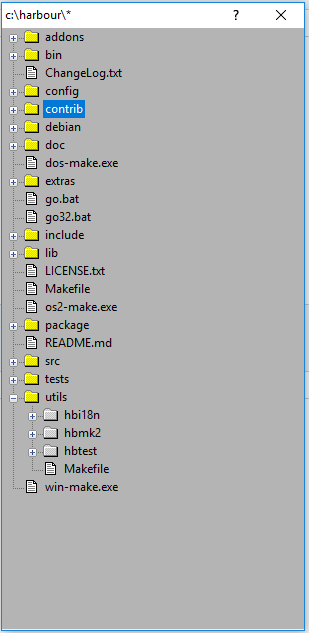 c:\harbour\* ?
addons
bin
ChangeLog.txt
config
contrib
debian
doc
dos-make.exe
extras
go.bat
go32.bat
include
lib
LICENSE.txt
Makefile
os2-make.exe
package
README.md
src
tests
utils
hbi18n
hbmk2
hbtest
Makefile
win-make.exe